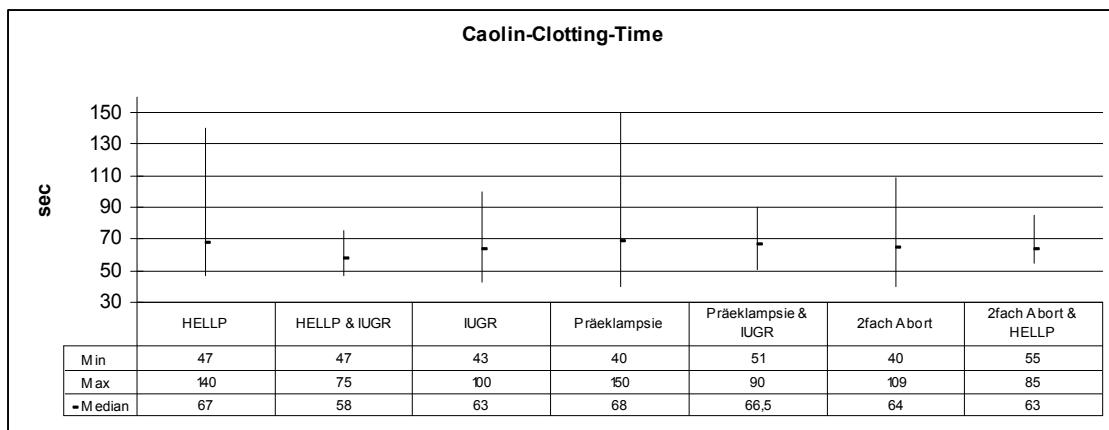 Caolin-Clotting-Time
sec
150
130
110
90
70
50
30
HELLP HELLP & IUGR IUGR Präeklampsie Präeklampsie & IUGR 2fach Abort 2fach Abort & HELLP
Min 47 47 43 40 51 40 55
Max 140 75 100 150 90 109 85
Median 67 58 63 68 66,5 64 63